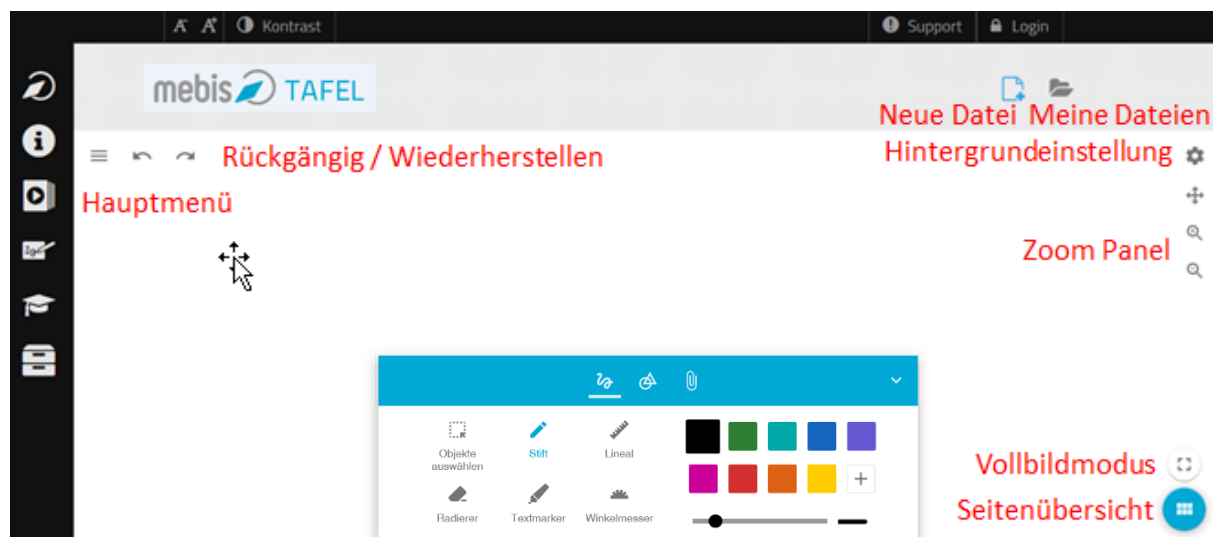 A- A+ Kontrast Support Login
mebis TAFEL
Neue Datei Meine Dateien
Rückgängig / Wiederherstellen Hintergrundeinstellung
Hauptmenü
Zoom Panel
Objekte auswählen
Stift
Lineal
Radierer
Textmarker
Winkelmesser
Vollbildmodus
Seitenübersicht